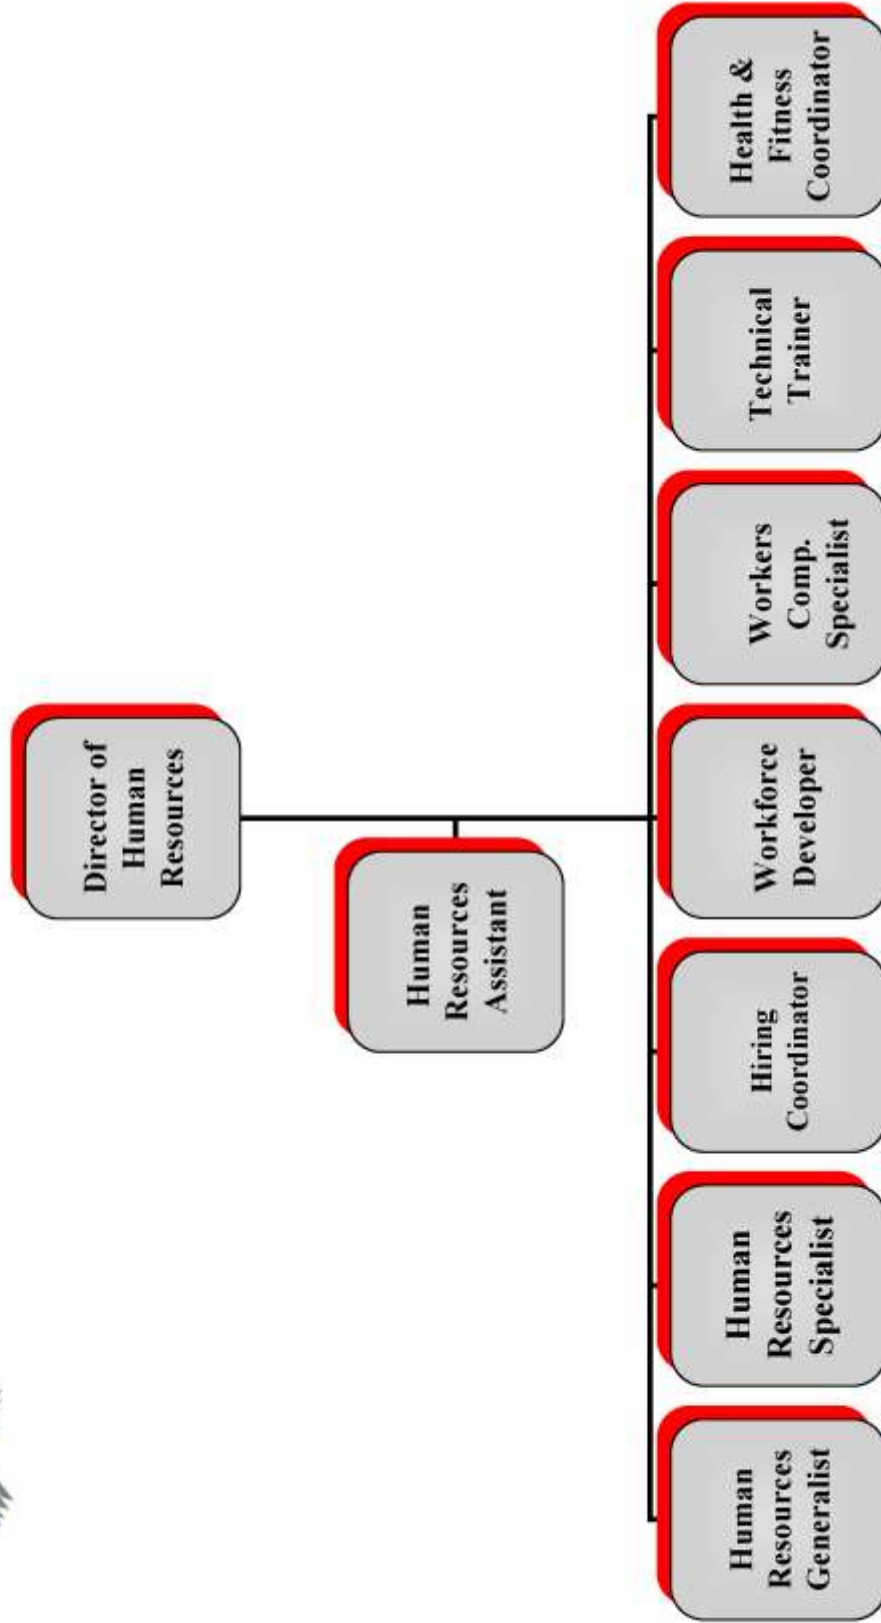 Director of
Human
Resources
Human
Resources
Assistant
Human
Resources
Generalist
Human
Resources
Specialist
Hiring
Coordinator
Workforce
Developer
Workers
Comp.
Specialist
Technical
Trainer
Health &
Fitness
Coordinator